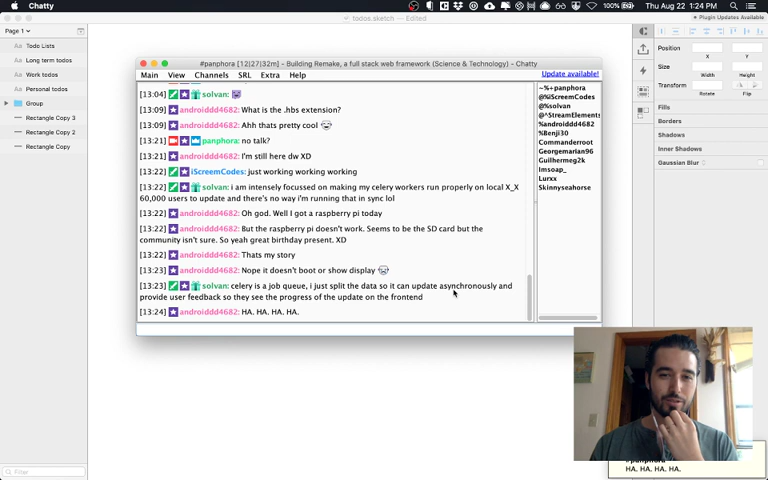 Chatty
100%
Thu Aug 22 1:24 PM
todos.sketch — Edited
Plugin Updates Available
Page 1
Todo Lists
Long term todos
Work todos
Personal todos
Group
Rectangle Copy 3
Rectangle Copy 2
Rectangle Copy
Filter
#panphora [12|27|32m] - Building Remake, a full stack web framework (Science & Technology) - Chatty
Main View Channels SRL Extra Help
Update available!
[13:04] solvan:
[13:09] androiddd4682: What is the .hbs extension?
[13:09] androiddd4682: Ahh thats pretty cool
[13:21] panphora: no talk?
[13:21] androiddd4682: I'm still here dw XD
[13:22] iScreemCodes: just working working working
[13:22] solvan: i am intensely focussed on making my celery workers run properly on local X_X
60,000 users to update and there's no way i'm running that in sync lol
[13:22] androiddd4682: Oh god. Well I got a raspberry pi today
[13:22] androiddd4682: But the raspberry pi doesn't work. Seems to be the SD card but the
community isn't sure. So yeah great birthday present. XD
[13:22] androiddd4682: Thats my story
[13:23] androiddd4682: Nope it doesn't boot or show display
[13:23] solvan: celery is a job queue, i just split the data so it can update asynchronously and
provide user feedback so they see the progress of the update on the frontend
[13:24] androiddd4682: HA. HA. HA. HA.
~%+panphora
@%iScreemCodes
@%solvan
@^StreamElements
%androiddd4682
%Benji30
Commanderroot
Georgemarian96
Guilhermeg2k
Imsoap_
Lurxx
Skinnyseahorse
Position
X Y
Size
Width Height
Transform
Rotate Flip
Fills
Borders
Shadows
Inner Shadows
Gaussian Blur
HA. HA. HA. HA.